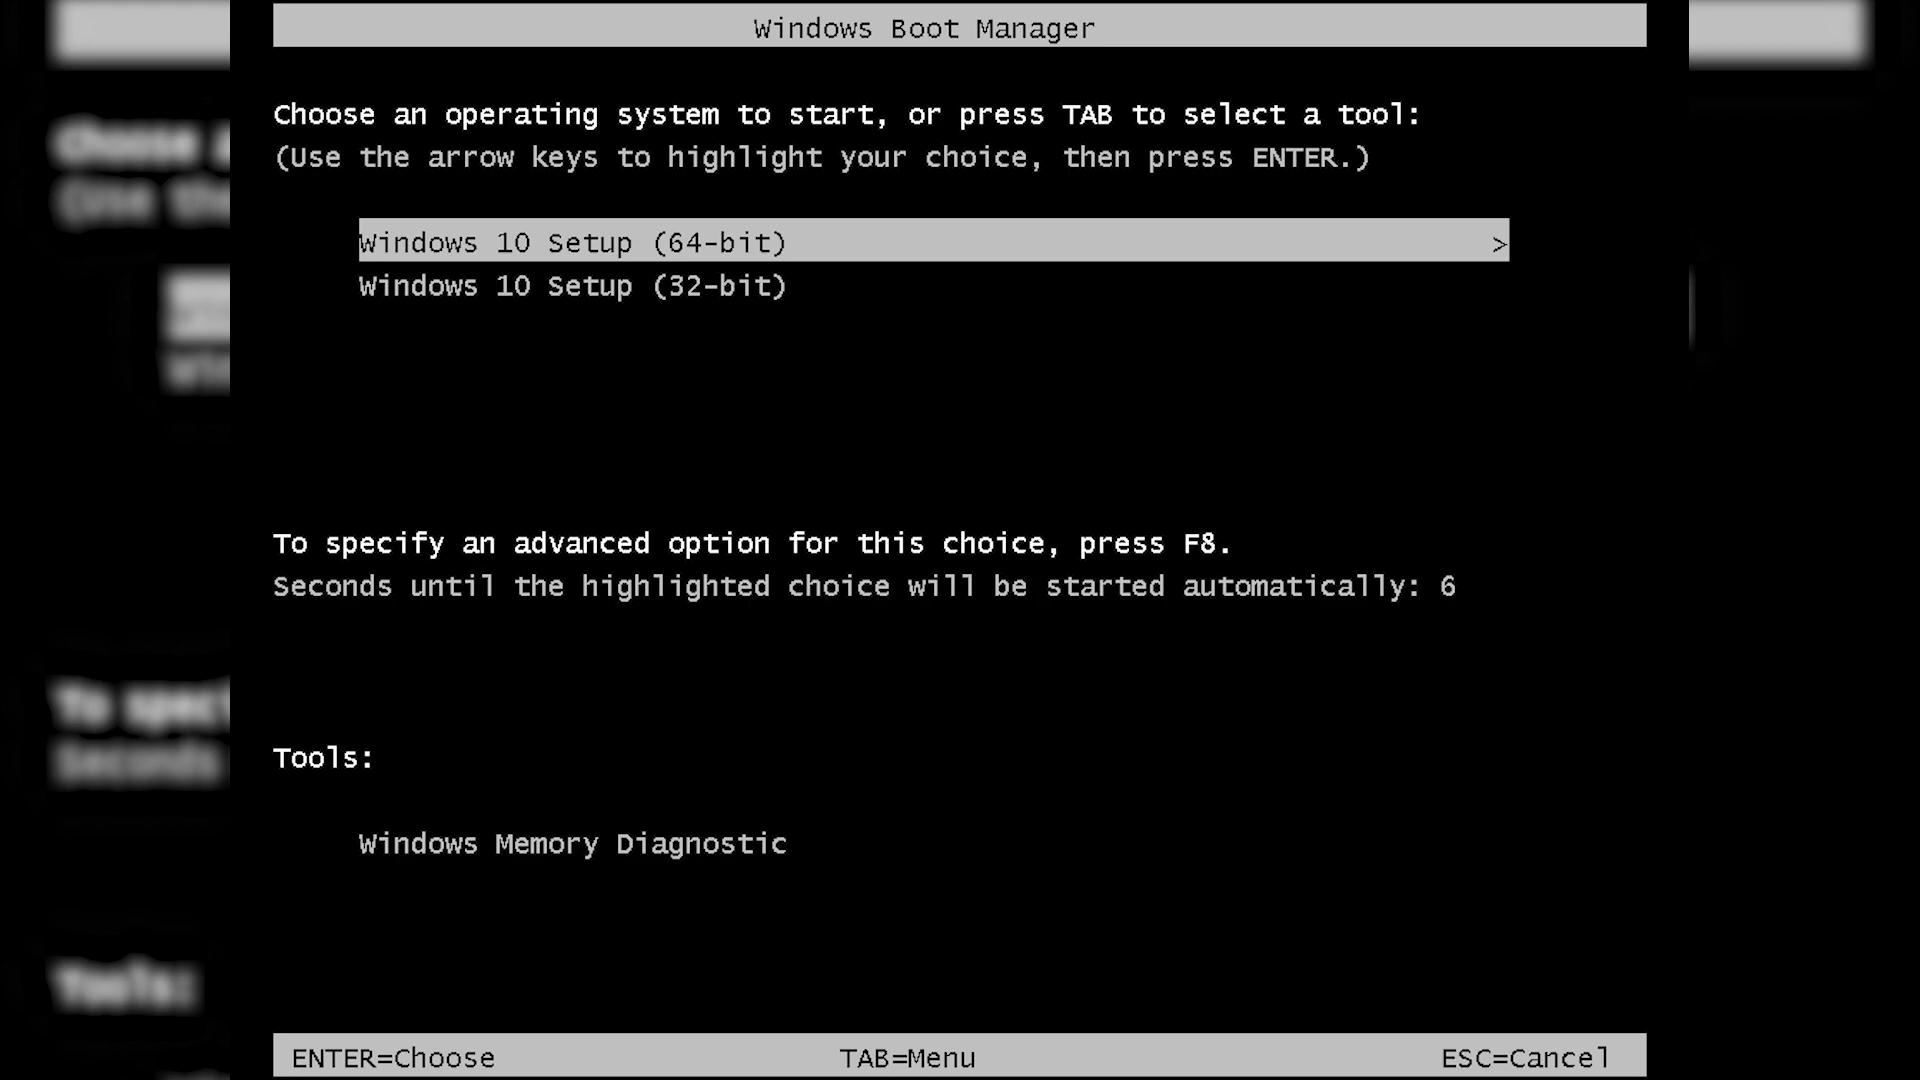 Windows Boot Manager
Choose an operating system to start, or press TAB to select a tool:
(Use the arrow keys to highlight your choice, then press ENTER.)
Windows 10 Setup (64-bit) >
Windows 10 Setup (32-bit)
To specify an advanced option for this choice, press F8.
Seconds until the highlighted choice will be started automatically: 6
Tools:
Windows Memory Diagnostic
ENTER=Choose TAB=Menu ESC=Cancel